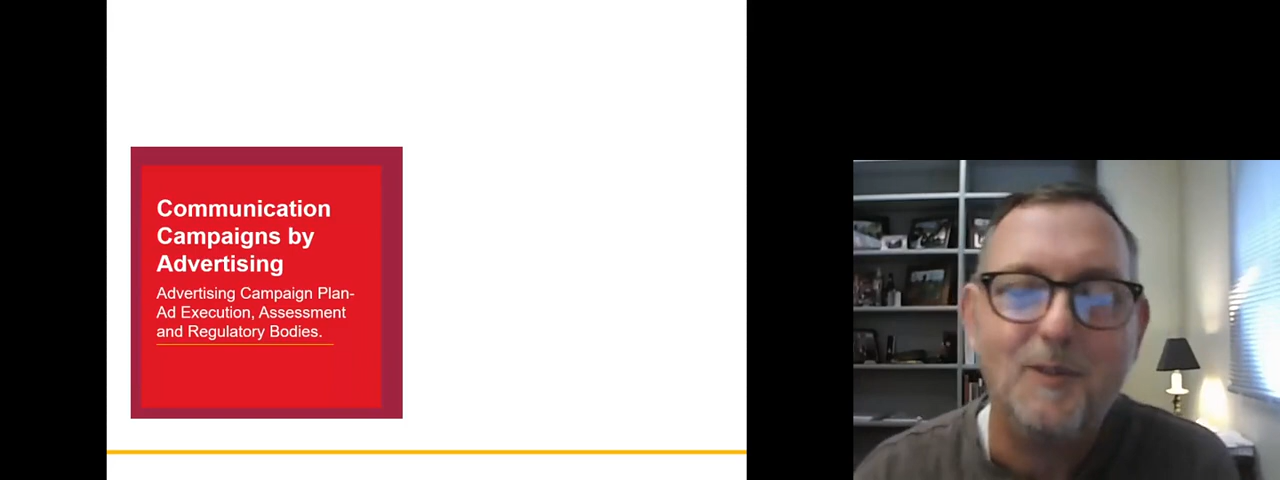 Communication
Campaigns by
Advertising
Advertising Campaign Plan-
Ad Execution, Assessment
and Regulatory Bodies.